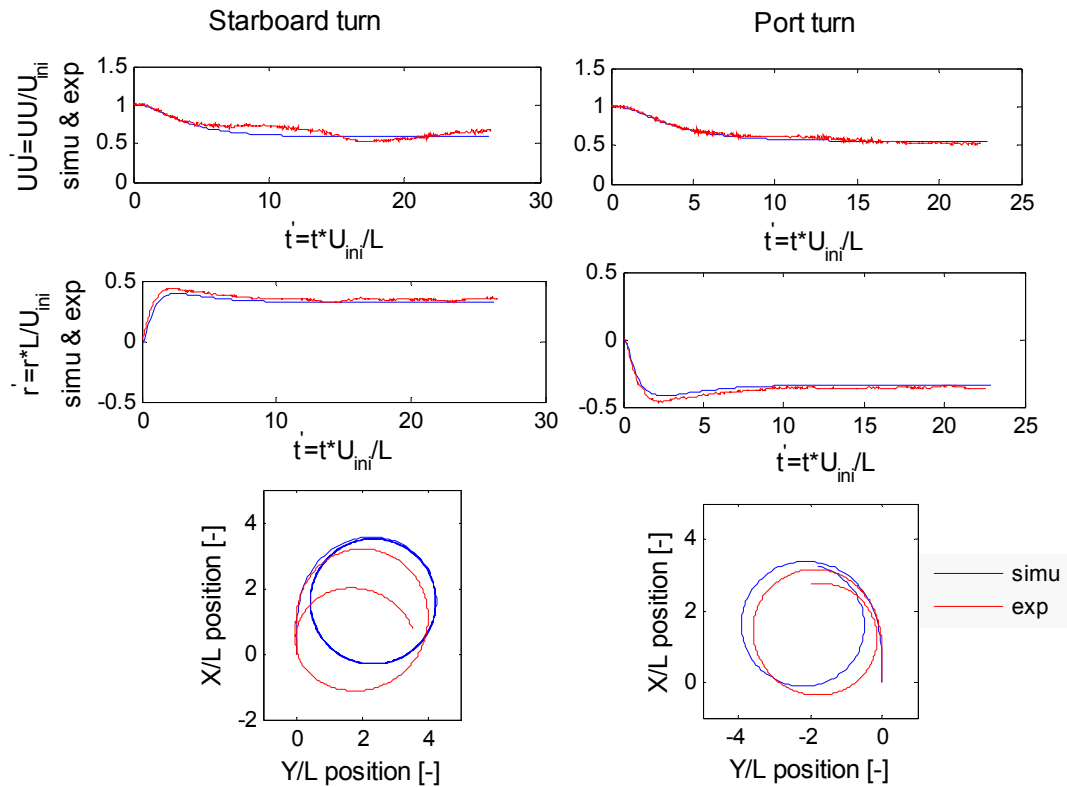 Starboard turn
Port turn
UU'=UU/U_ini
simu & exp
1.5
1
0.5
0
0 10 20 30
t'=t*U_ini/L
1.5
1
0.5
0
0 5 10 15 20 25
t'=t*U_ini/L
r'=r*L/U_ini
simu & exp
0.5
0
-0.5
0 10 20 30
t'=t*U_ini/L
0.5
0
-0.5
0 5 10 15 20 25
t'=t*U_ini/L
X/L position [-]
4
2
0
-2
0 2 4
Y/L position [-]
X/L position [-]
4
2
0
-4 -2 0
Y/L position [-]
simu
exp